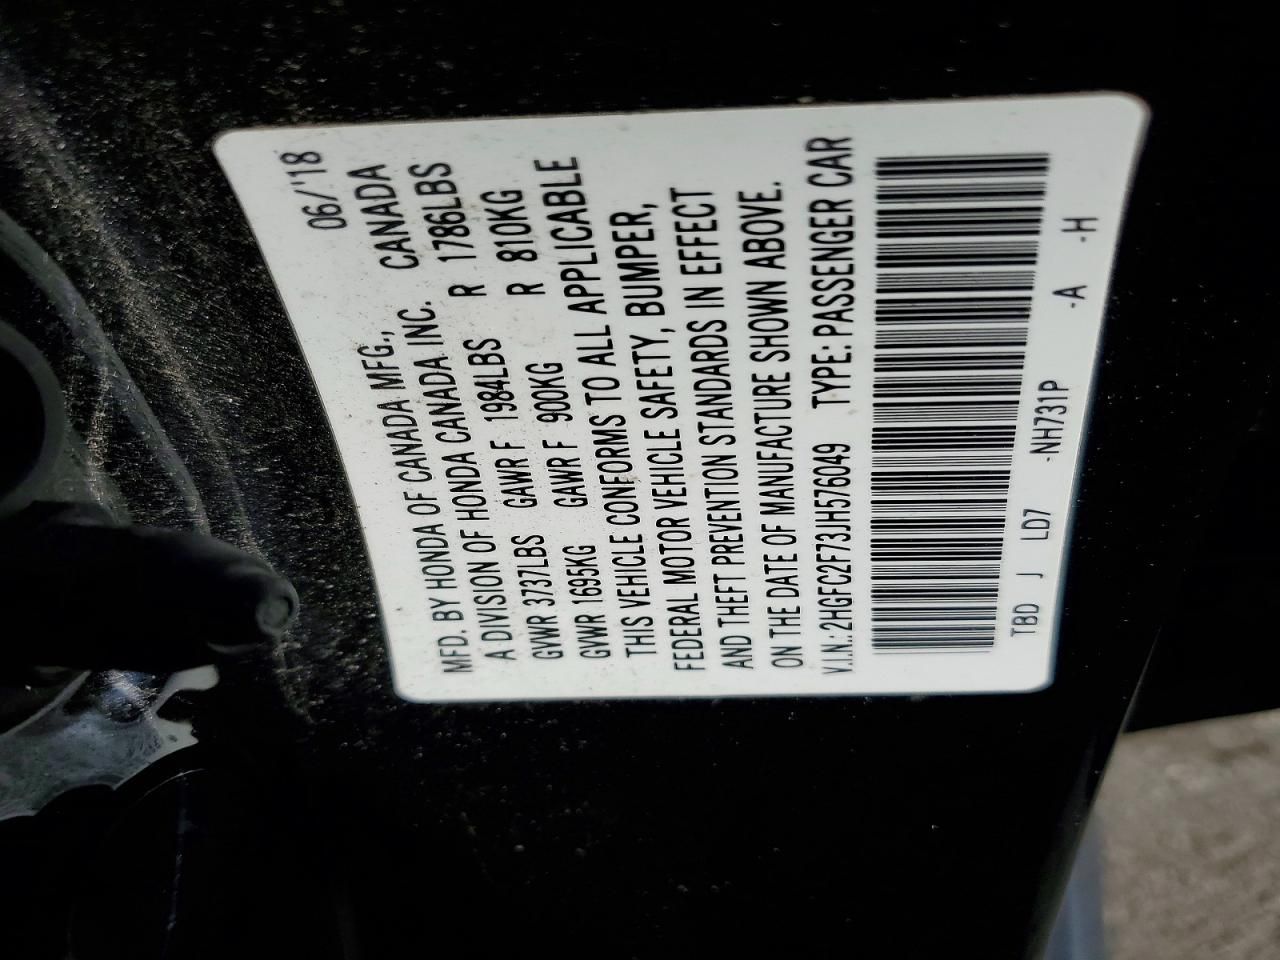 MFD. BY HONDA OF CANADA MFG., CANADA 06/'18
A DIVISION OF HONDA CANADA INC.
GVWR 3737LBS GAWR F 1984LBS R 1786LBS
GVWR 1695KG GAWR F 900KG R 810KG
THIS VEHICLE CONFORMS TO ALL APPLICABLE
FEDERAL MOTOR VEHICLE SAFETY, BUMPER,
AND THEFT PREVENTION STANDARDS IN EFFECT
ON THE DATE OF MANUFACTURE SHOWN ABOVE.
V.I.N.: 2HGFC2F73JH576049 TYPE: PASSENGER CAR
TBD J LD7 -NH731P -A -H